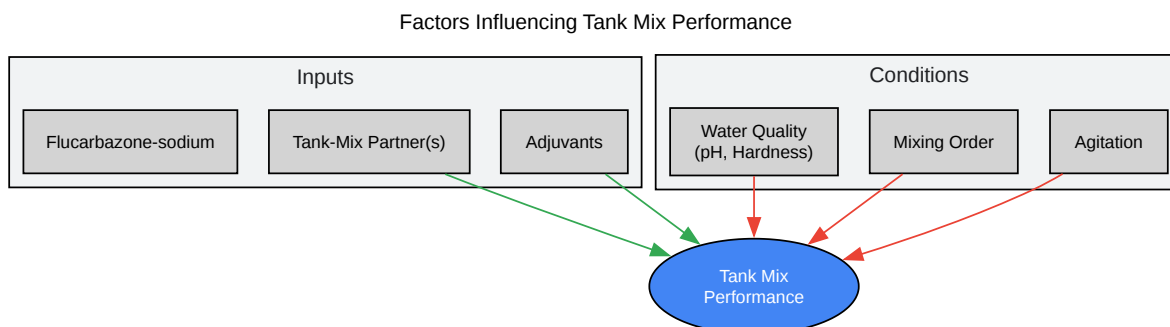 Factors Influencing Tank Mix Performance
Inputs
Conditions
Flucarbazone-sodium
Tank-Mix Partner(s)
Adjuvants
Water Quality
(pH, Hardness)
Mixing Order
Agitation
Tank Mix
Performance